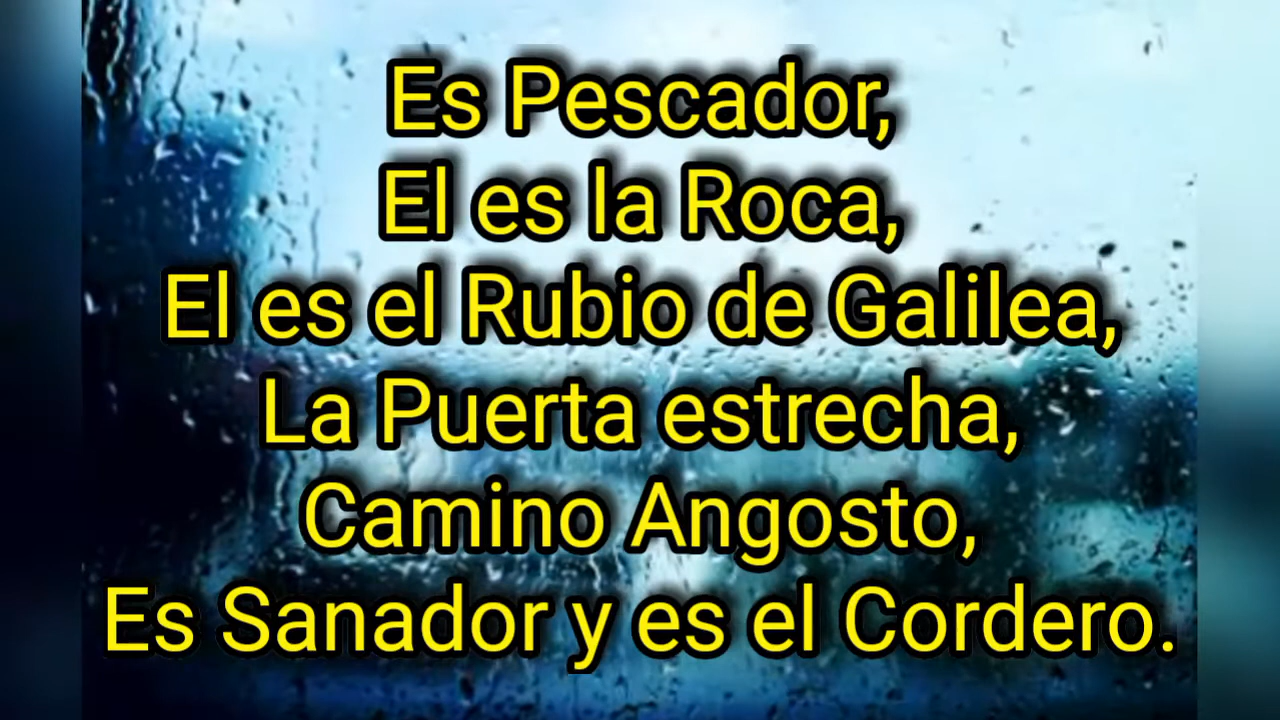 Es Pescador,
El es la Roca,
El es el Rubio de Galilea,
La Puerta estrecha,
Camino Angosto,
Es Sanador y es el Cordero.